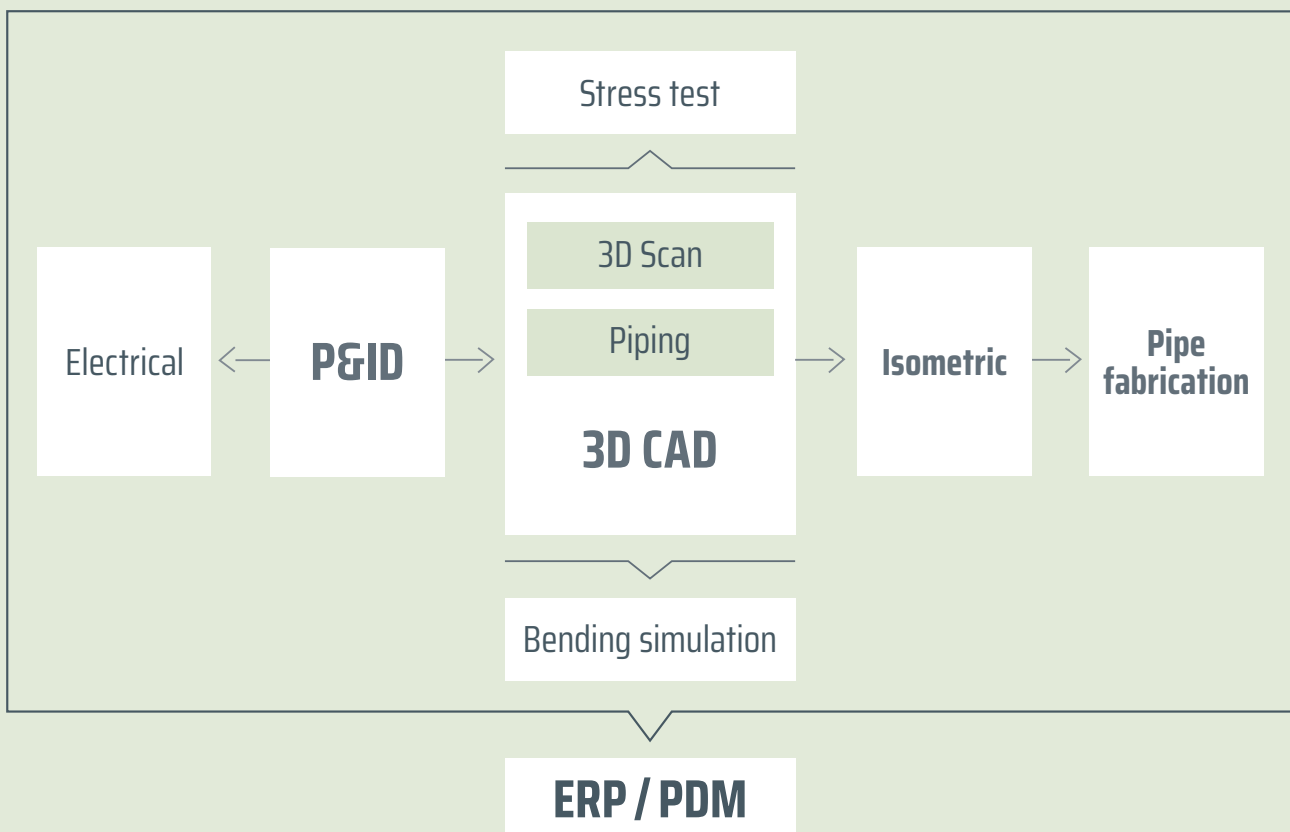 Stress test
3D Scan
Piping
3D CAD
Electrical
P&ID
Isometric
Pipe
fabrication
Bending simulation
ERP / PDM